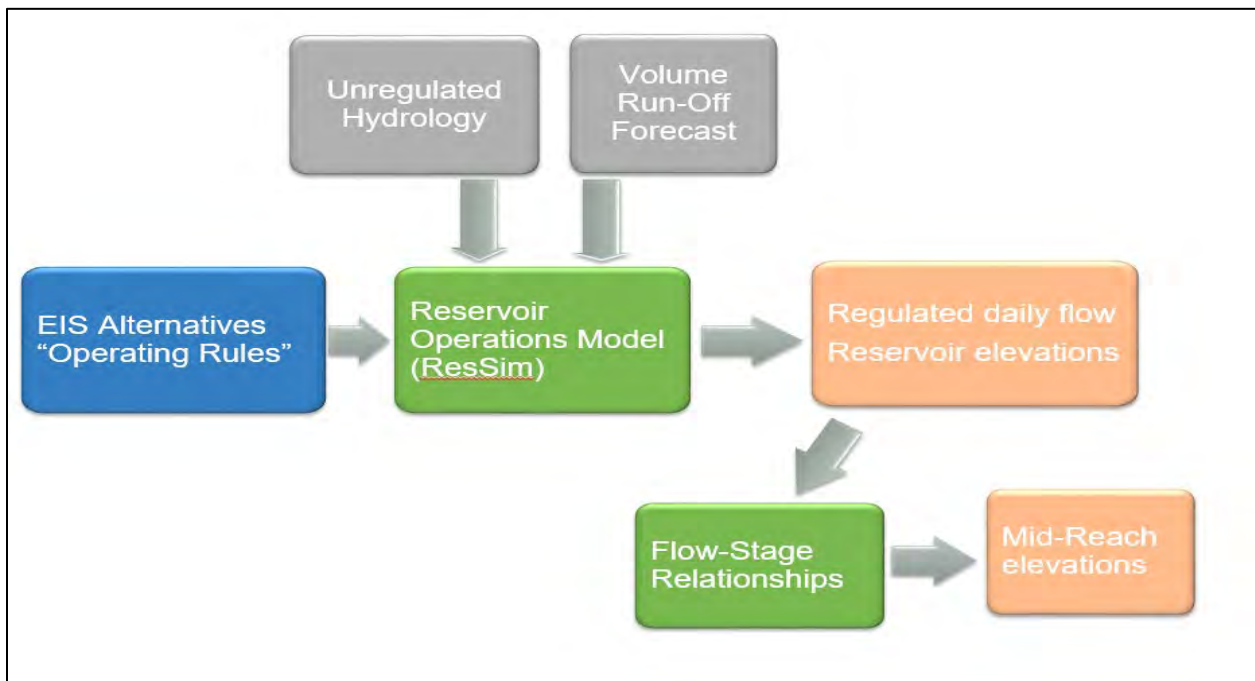 Unregulated
Hydrology
Volume
Run-Off
Forecast
EIS Alternatives
“Operating Rules”
Reservoir
Operations Model
(ResSim)
Regulated daily flow
Reservoir elevations
Flow-Stage
Relationships
Mid-Reach
elevations